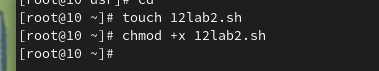 [root@10 usr]# cd
[root@10 ~]# touch 12lab2.sh
[root@10 ~]# chmod +x 12lab2.sh
[root@10 ~]#